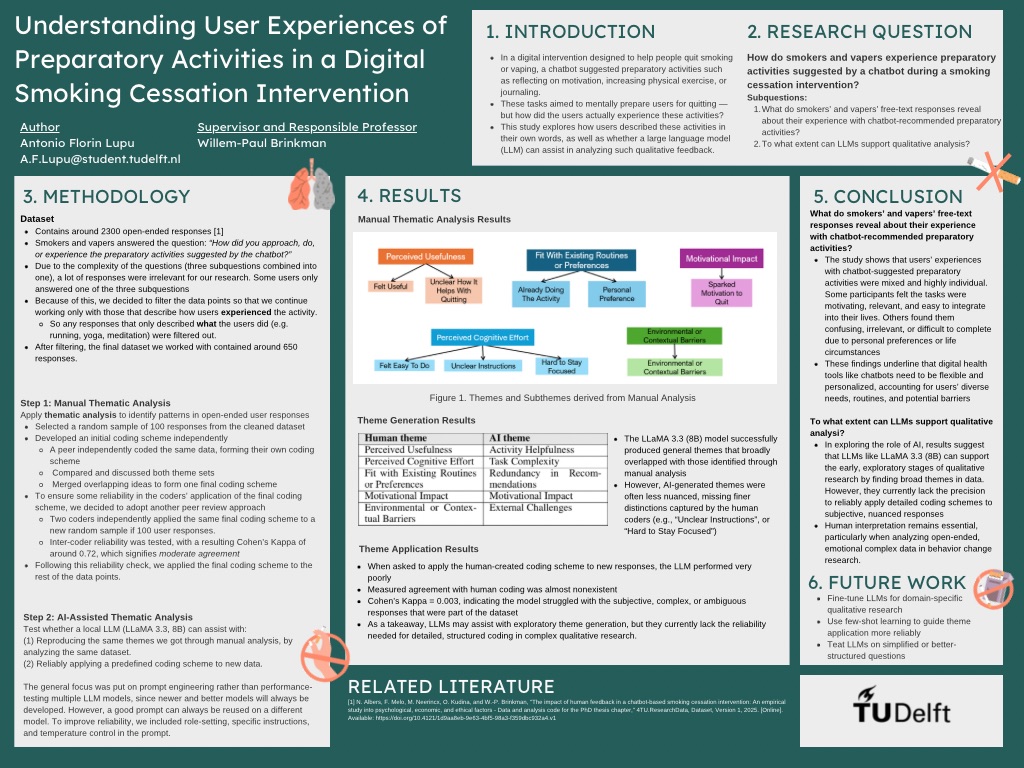 Understanding User Experiences of
Preparatory Activities in a Digital
Smoking Cessation Intervention
Author
Antonio Florin Lupu
A.F.Lupu@student.tudelft.nl
Supervisor and Responsible Professor
Willem-Paul Brinkman
1. INTRODUCTION
• In a digital intervention designed to help people quit smoking
or vaping, a chatbot suggested preparatory activities such
as reflecting on motivation, increasing physical exercise, or
journaling.
• These tasks aimed to mentally prepare users for quitting —
but how did the users actually experience these activities?
• This study explores how users described these activities in
their own words, as well as whether a large language model
(LLM) can assist in analyzing such qualitative feedback.
2. RESEARCH QUESTION
How do smokers and vapers experience preparatory
activities suggested by a chatbot during a smoking
cessation intervention?
Subquestions:
1. What do smokers' and vapers' free-text responses reveal
about their experience with chatbot-recommended preparatory
activities?
2. To what extent can LLMs support qualitative analysis?
3. METHODOLOGY
Dataset
• Contains around 2300 open-ended responses [1]
• Smokers and vapers answered the question: "How did you approach, do,
or experience the preparatory activities suggested by the chatbot?"
• Due to the complexity of the questions (three subquestions combined into
one), a lot of responses were relevant for our research. Some users only
answered one of the three subquestions
• Because of this, we decided to filter the data points so that we continue
working only with those that describe how users experienced the activity.
○ So any responses that only described what the users did (e.g.
running, yoga, meditation) were filtered out.
• After filtering, the final dataset we worked with contained around 650
responses.
Step 1: Manual Thematic Analysis
Apply thematic analysis to identify patterns in open-ended user responses
• Selected a random sample of 100 responses from the cleaned dataset
• Developed an initial coding scheme independently
○ A peer independently coded the same data, forming their own coding
scheme
○ Compared and discussed both theme sets
○ Merged overlapping ideas to form one final coding scheme
• To ensure some reliability in the coders' application of the final coding
scheme, we decided to adopt another peer review approach
○ Two coders independently applied the same final coding scheme to a
new random sample if 100 user responses.
○ Inter-coder reliability was tested, with a resulting Cohen's Kappa of
around 0.72, which signifies moderate agreement
• Following this reliability check, we applied the final coding scheme to the
rest of the data points.
Step 2: AI-Assisted Thematic Analysis
Test whether a local LLM (LLaMA 3.3, 8B) can assist with:
(1) Reproducing the same themes we got through manual analysis, by
analyzing the same dataset.
(2) Reliably applying a predefined coding scheme to new data.
The general focus was put on prompt engineering rather than performance-
testing multiple LLM models, since newer and better models will always be
developed. However, a good prompt can always be reused on a different
model. To improve reliability, we included role-setting, specific instructions,
and temperature control in the prompt.
4. RESULTS
Manual Thematic Analysis Results
Perceived Usefulness
Felt Useful
Unclear How It
Helps With
Quitting
Fit With Existing Routines
or Preferences
Already Doing
The Activity
Personal
Preference
Motivational Impact
Sparked
Motivation to
Quit
Perceived Cognitive Effort
Felt Easy To Do
Unclear Instructions
Hard to Stay
Focused
Environmental or
Contextual Barriers
Environmental or
Contextual Barriers
Figure 1. Themes and Subthemes derived from Manual Analysis
Theme Generation Results
Human theme AI theme
Perceived Usefulness Activity Helpfulness
Perceived Cognitive Effort Task Complexity
Fit With Existing Routines Redundancy in Recom-
or Preferences mendations
Motivational Impact Motivational Impact
Environmental or Contex- External Challenges
tual Barriers
• The LLaMA 3.3 (8B) model successfully
produced general themes that broadly
overlapped with those identified through
manual analysis
• However, AI-generated themes were
often less nuanced, missing finer
distinctions captured by the human
coders (e.g., "Unclear Instructions", or
"Hard to Stay Focused")
Theme Application Results
• When asked to apply the human-created coding scheme to new responses, the LLM performed very
poorly
• Measured agreement with human coding was almost nonexistent
• Cohen's Kappa = 0.003, indicating the model struggled with the subjective, complex, or ambiguous
responses that were part of the dataset
• As a takeaway, LLMs may assist with exploratory theme generation, but they currently lack the reliability
needed for detailed, structured coding in complex qualitative research.
RELATED LITERATURE
[1] N. Albers, F. Melo, M. Neerincx, O. Kudina, and W.-P. Brinkman, "The impact of human feedback in a chatbot-based smoking cessation intervention: An empirical
study into psychological, economic, and ethical factors - Data and analysis code for the PhD thesis chapter," 4TU.ResearchData, Dataset, Version 1, 2025. [Online].
5. CONCLUSION
What do smokers' and vapers' free-text
responses reveal about their experience
with chatbot-recommended preparatory
activities?
• The study shows that users' experiences
with chatbot-suggested preparatory
activities were mixed and highly individual.
Some participants felt the tasks were
motivating, relevant, and easy to integrate
into their lives. Others found them
confusing, irrelevant, or difficult to complete
due to personal preferences or life
circumstances
• These findings underline that digital health
tools like chatbots need to be flexible and
personalized, accounting for users' diverse
needs, routines, and potential barriers
To what extent can LLMs support qualitative
analysi?
• In exploring the role of AI, results suggest
that LLMs like LLaMA 3.3 (8B) can support
the early, exploratory stages of qualitative
research by finding broad themes in data.
However, they currently lack the precision
to reliably apply detailed coding schemes to
subjective, nuanced responses
• Human interpretation remains essential,
particularly when analyzing open-ended,
emotional complex data in behavior change
research.
6. FUTURE WORK
• Fine-tune LLMs for domain-specific
qualitative research
• Use few-shot learning to guide theme
application more reliably
• Teat LLMs on simplified or better-
structured questions
TUDelft